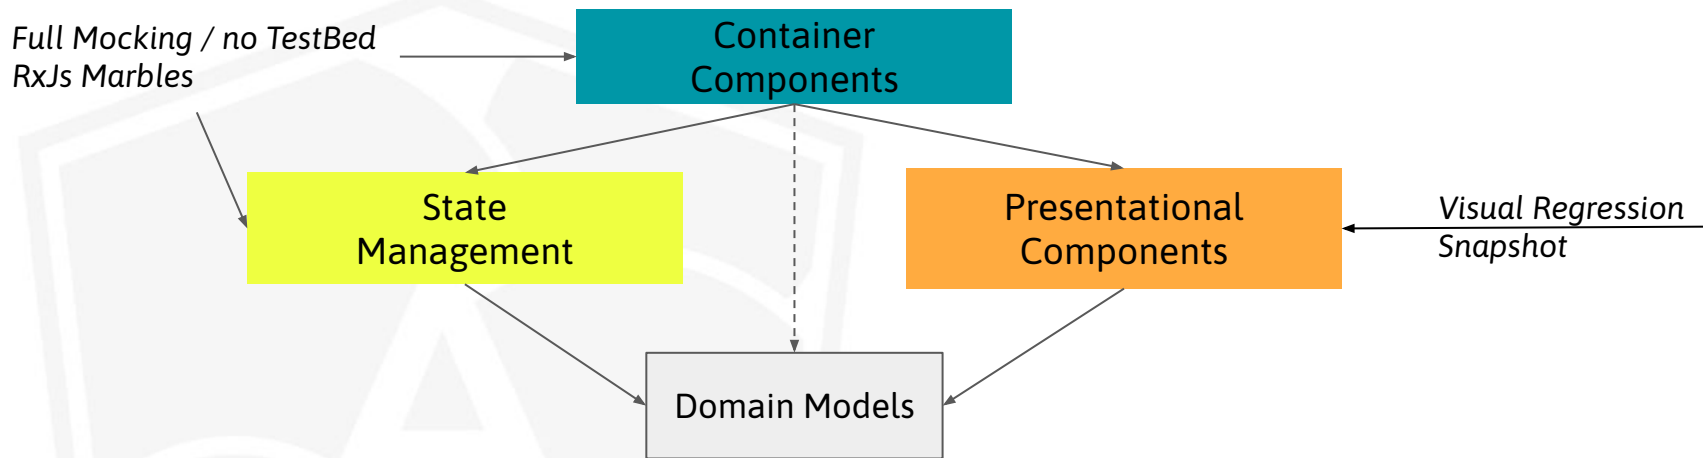 Full Mocking / no TestBed
RxJs Marbles
Container
Components
State
Management
Presentational
Components
Visual Regression
Snapshot
Domain Models